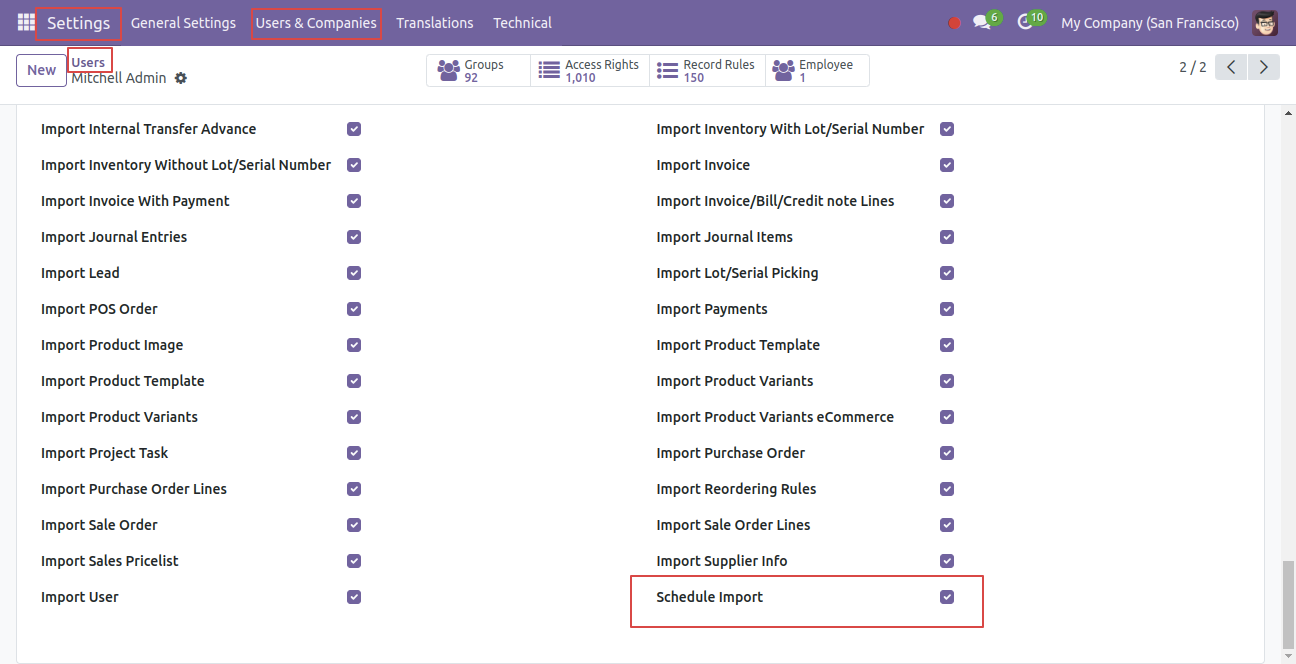 Settings General Settings Users & Companies Translations Technical 6 10 My Company (San Francisco)
New Users Mitchell Admin Groups 92 Access Rights 1,010 Record Rules 150 Employee 1 2 / 2
Import Internal Transfer Advance Import Inventory With Lot/Serial Number
Import Inventory Without Lot/Serial Number Import Invoice
Import Invoice With Payment Import Invoice/Bill/Credit note Lines
Import Journal Entries Import Journal Items
Import Lead Import Lot/Serial Picking
Import POS Order Import Payments
Import Product Image Import Product Template
Import Product Template Import Product Variants
Import Product Variants Import Product Variants eCommerce
Import Project Task Import Purchase Order
Import Purchase Order Lines Import Reordering Rules
Import Sale Order Import Sale Order Lines
Import Sales Pricelist Import Supplier Info
Import User Schedule Import